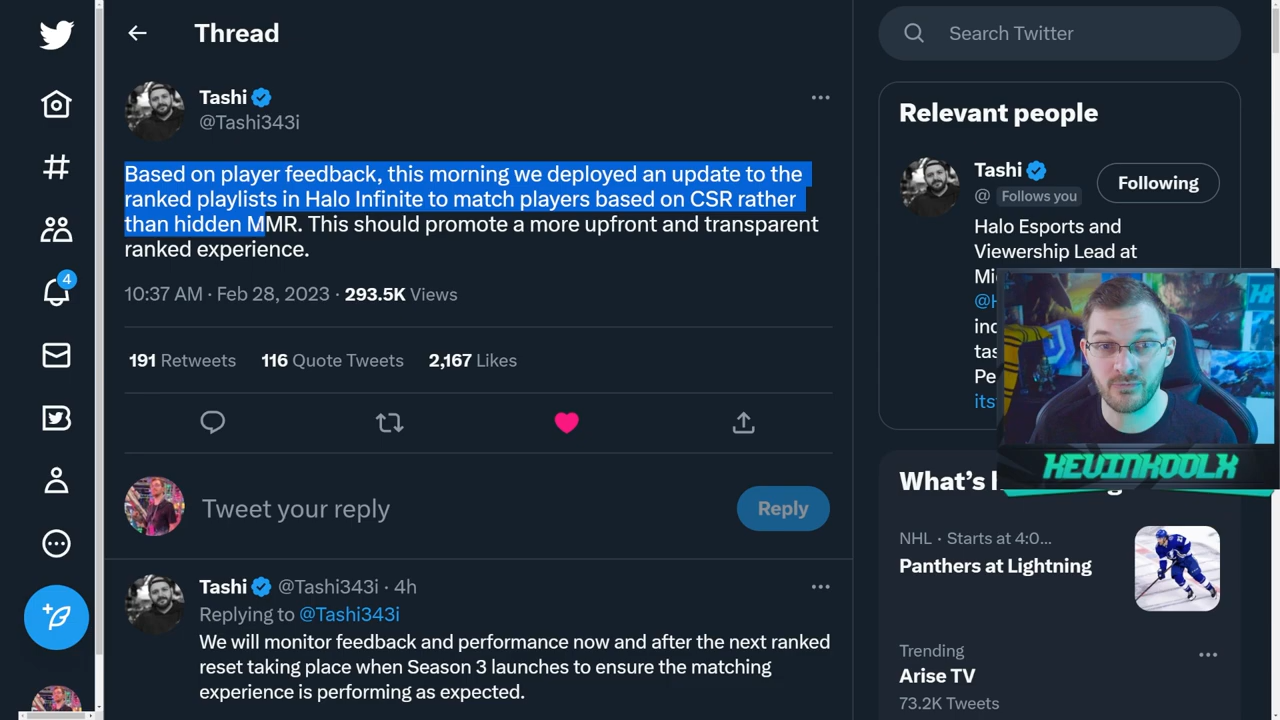 Thread
Search Twitter
Tashi
@Tashi343i
Based on player feedback, this morning we deployed an update to the
ranked playlists in Halo Infinite to match players based on CSR rather
than hidden MMR. This should promote a more upfront and transparent
ranked experience.
10:37 AM · Feb 28, 2023 · 293.5K Views
191 Retweets 116 Quote Tweets 2,167 Likes
4
Tweet your reply
Reply
Tashi @Tashi343i · 4h
Replying to @Tashi343i
We will monitor feedback and performance now and after the next ranked
reset taking place when Season 3 launches to ensure the matching
experience is performing as expected.
Relevant people
Tashi
@ Follows you
Following
Halo Esports and
Viewership Lead at
KEVINKOOLX
What's
NHL · Starts at 4:0...
Panthers at Lightning
Trending
Arise TV
73.2K Tweets